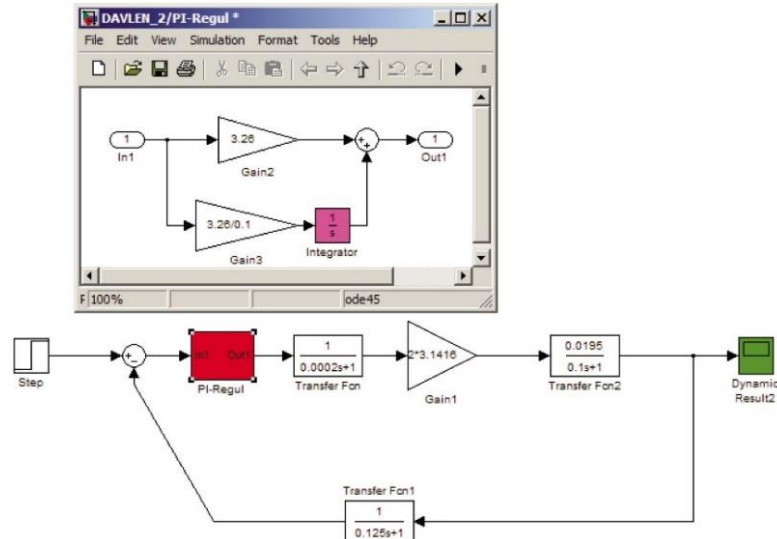 DAVLEN_2/PI-Regul *
File Edit View Simulation Format Tools Help
1
In1
3.26
Gain2
+
+
1
Out1
3.26/0.1
Gain3
1
s
Integrator
100%
ode45
Step
+
-
In1 Out1
PI-Regul
1
0.0002s+1
Transfer Fcn
2*3.1416
Gain1
0.0195
0.1s+1
Transfer Fcn2
Dynamic
Result2
Transfer Fcn1
1
0.125s+1